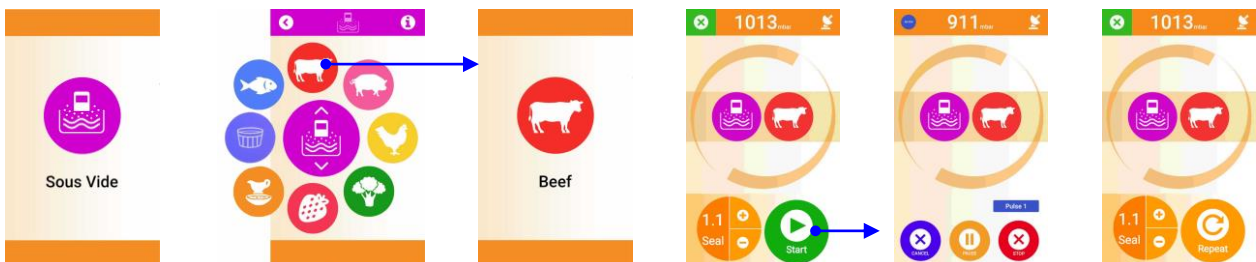 Sous Vide
Beef
1013 mbar
1.1
Seal
Start
911 mbar
Pulse 1
CANCEL
PAUSE
STOP
1013 mbar
1.1
Seal
Repeat